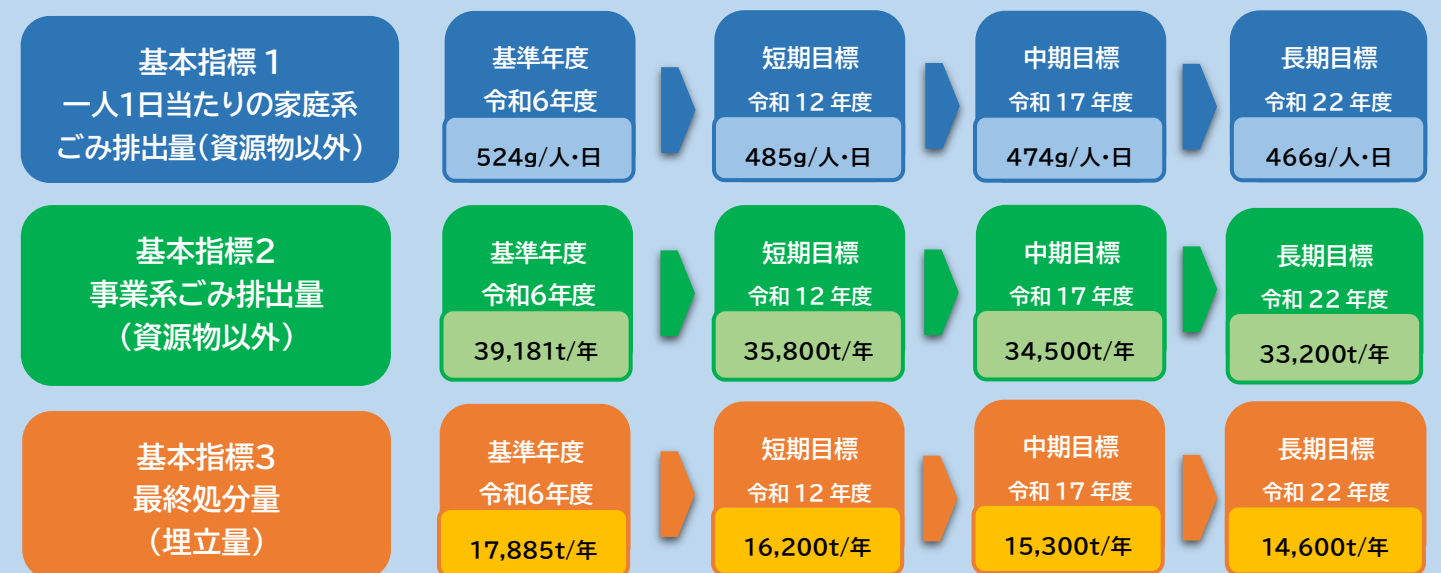 基本指標 1
一人1日当たりの家庭系
ごみ排出量(資源物以外)
基準年度
令和6年度
524g/人・日
短期目標
令和 12 年度
485g/人・日
中期目標
令和 17 年度
474g/人・日
長期目標
令和 22 年度
466g/人・日
基本指標2
事業系ごみ排出量
(資源物以外)
基準年度
令和6年度
39,181t/年
短期目標
令和 12 年度
35,800t/年
中期目標
令和 17 年度
34,500t/年
長期目標
令和 22 年度
33,200t/年
基本指標3
最終処分量
(埋立量)
基準年度
令和6年度
17,885t/年
短期目標
令和 12 年度
16,200t/年
中期目標
令和 17 年度
15,300t/年
長期目標
令和 22 年度
14,600t/年